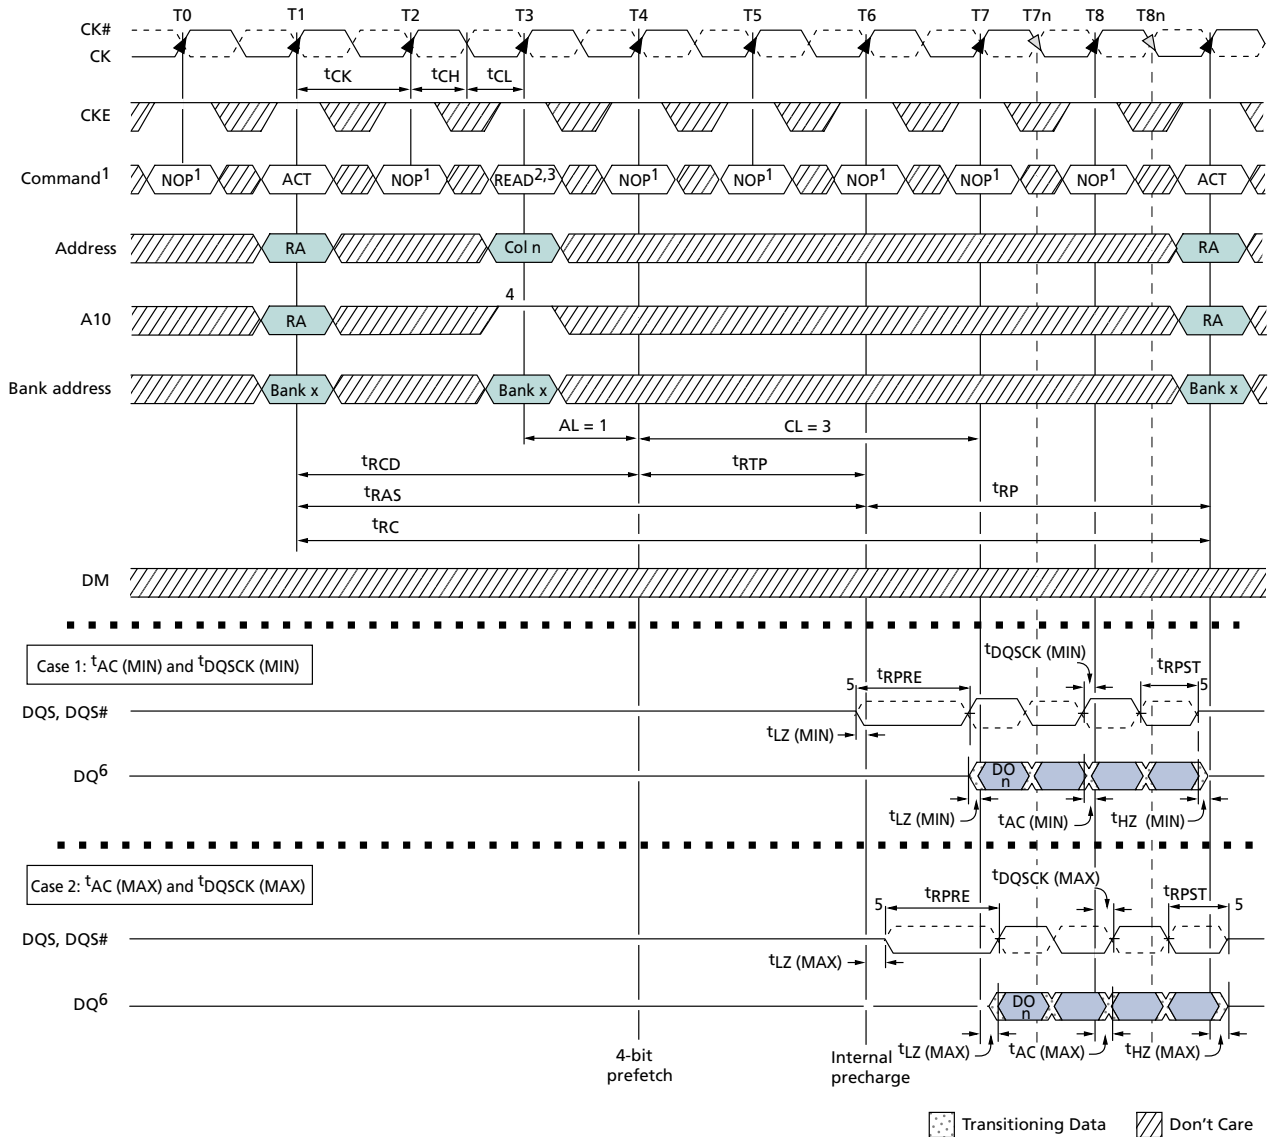 T0 T1 T2 T3 T4 T5 T6 T7 T7n T8 T8n
CK#
CK
tCK tCH tCL
CKE
Command1 NOP1 ACT NOP1 READ2,3 NOP1 NOP1 NOP1 NOP1 NOP1 ACT
Address RA Col n RA
4
A10 RA RA
Bank address Bank x Bank x Bank x
AL = 1 CL = 3
tRCD tRTP
tRAS tRP
tRC
DM
Case 1: tAC (MIN) and tDQSCK (MIN)
tDQSCK (MIN)
5 tRPRE tRPST 5
DQS, DQS#
tLZ (MIN)
DQ6 DO
n
tLZ (MIN) tAC (MIN) tHZ (MIN)
Case 2: tAC (MAX) and tDQSCK (MAX)
tDQSCK (MAX)
5 tRPRE tRPST 5
DQS, DQS#
tLZ (MAX)
DQ6 DO
n
tLZ (MAX) tAC (MAX) tHZ (MAX)
4-bit
prefetch
Internal
precharge
Transitioning Data Don't Care